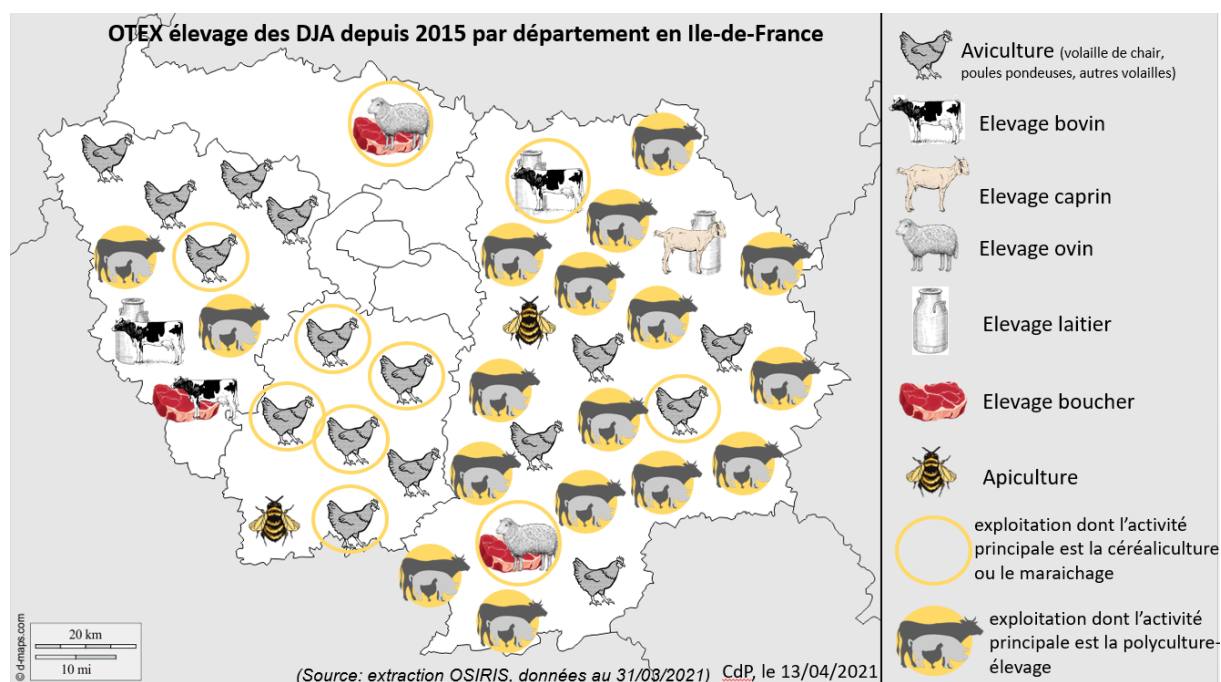 OTEX élevage des DJA depuis 2015 par département en Ile-de-France
Aviculture (volaille de chair,
poules pondeuses, autres volailles)
Elevage bovin
Elevage caprin
Elevage ovin
Elevage laitier
Elevage boucher
Apiculture
exploitation dont l’activité
principale est la céréaliculture
ou le maraichage
exploitation dont l’activité
principale est la polyculture-
élevage
20 km
10 mi
© d-maps.com
(Source: extraction OSIRIS, données au 31/03/2021)
CdP, le 13/04/2021